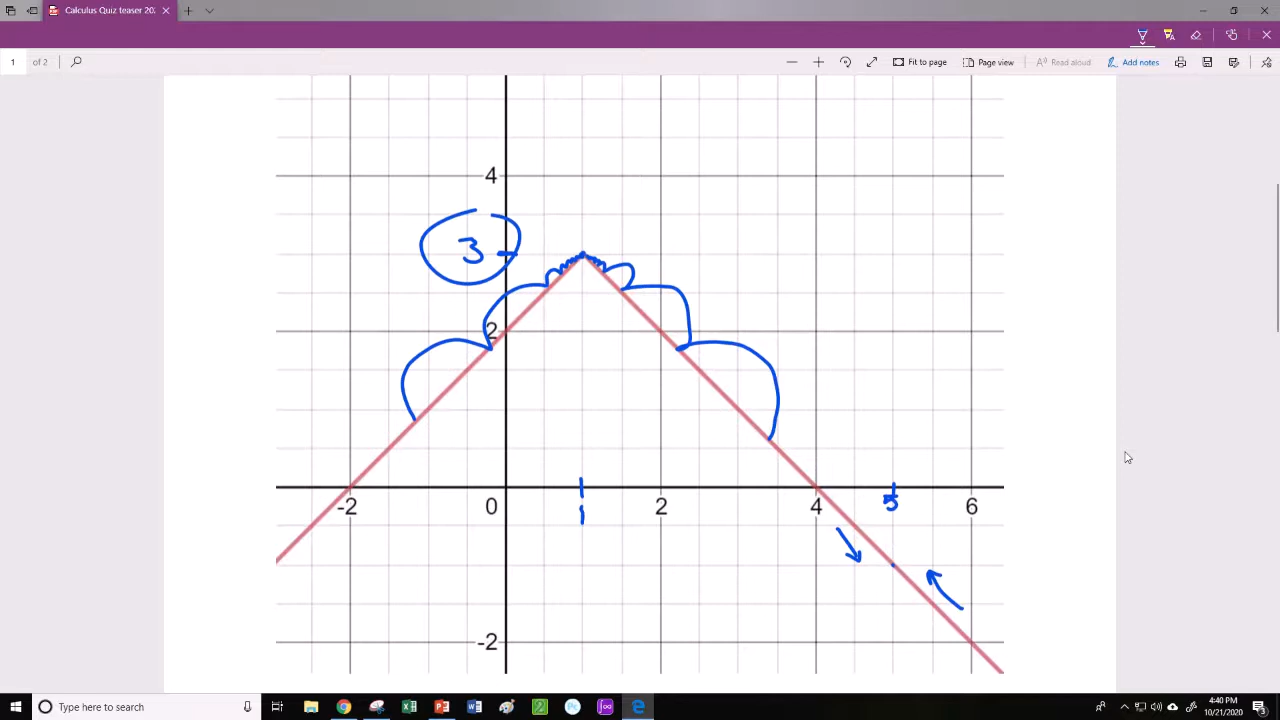 Calculus Quiz teaser 202
1 of 2
Fit to page
Page view
Read aloud
Add notes
4
3
2
-2 0 2 4 6
1 5
-2
Type here to search
4:40 PM
10/21/2020